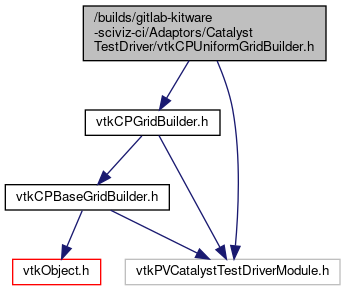 /builds/gitlab-kitware
-sciviz-ci/Adaptors/Catalyst
TestDriver/vtkCPUniformGridBuilder.h
vtkCPGridBuilder.h
vtkCPBaseGridBuilder.h
vtkObject.h
vtkPVCatalystTestDriverModule.h